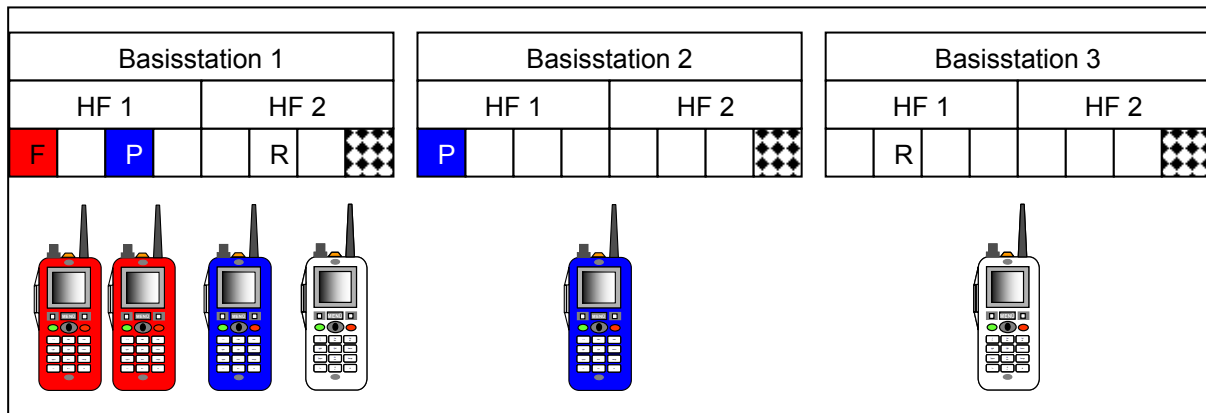 Basisstation 1 Basisstation 2 Basisstation 3
HF 1 HF 2 HF 1 HF 2 HF 1 HF 2
F P R P R